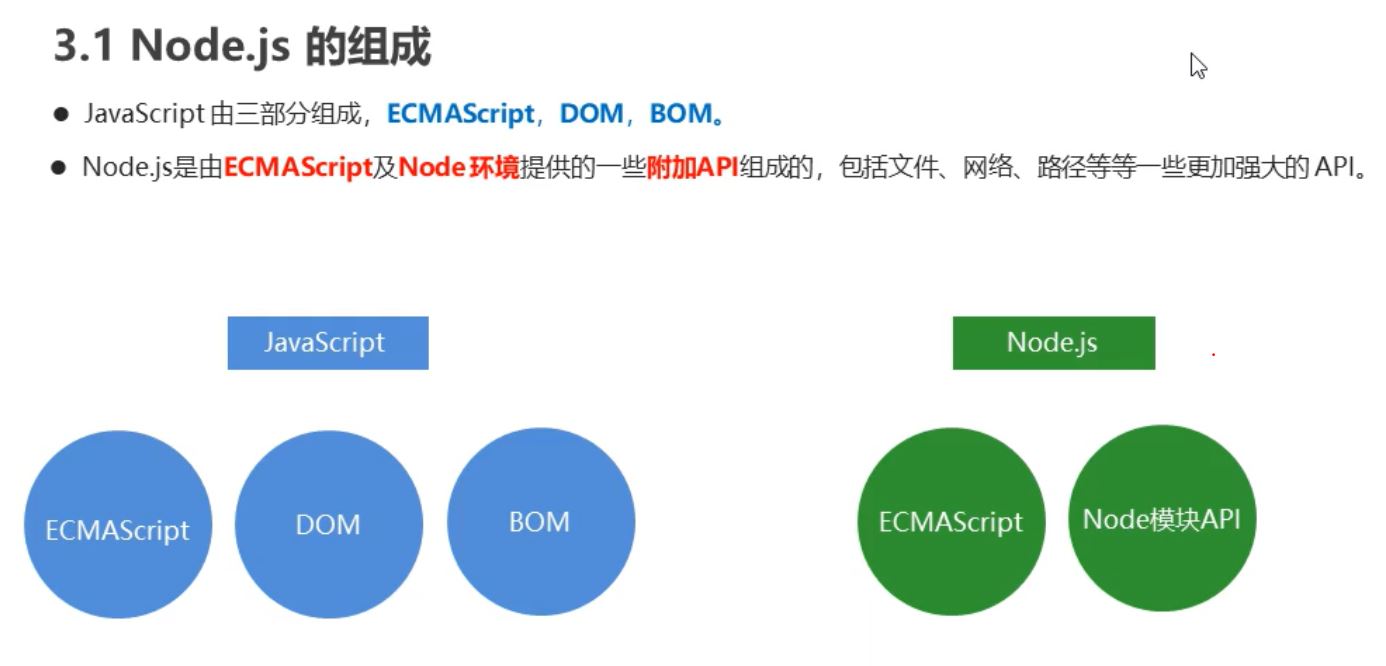 3.1 Node.js 的组成
● JavaScript 由三部分组成，ECMAScript，DOM，BOM。
● Node.js是由ECMAScript及Node 环境提供的一些附加API组成的，包括文件、网络、路径等等一些更加强大的 API。
JavaScript
Node.js
ECMAScript
DOM
BOM
ECMAScript
Node模块API